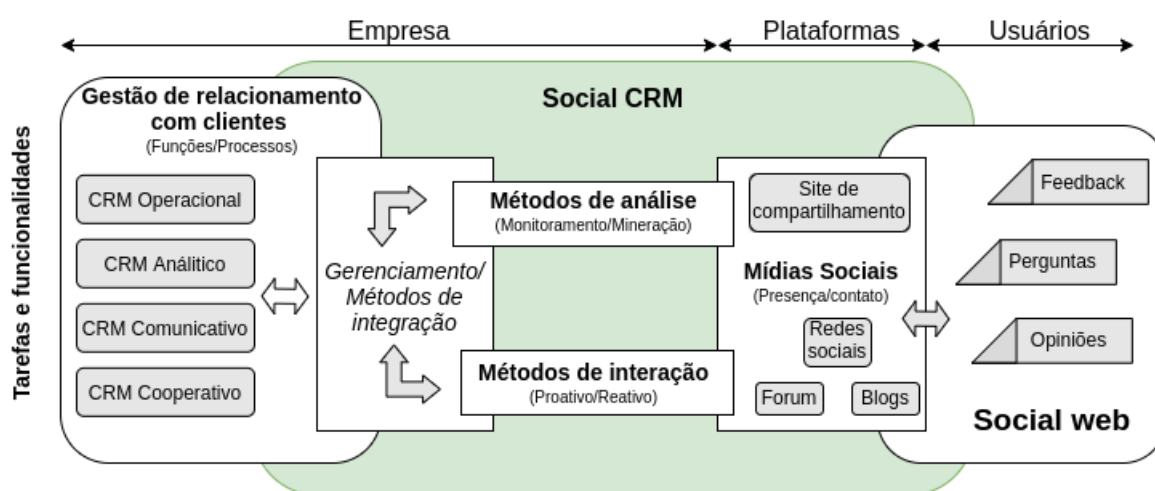 Empresa
Plataformas
Usuários
Tarefas e funcionalidades
Gestão de relacionamento
com clientes
(Funções/Processos)
CRM Operacional
CRM Análitico
CRM Comunicativo
CRM Cooperativo
Social CRM
Gerenciamento/
Métodos de
integração
Métodos de análise
(Monitoramento/Mineração)
Métodos de interação
(Proativo/Reativo)
Site de
compartilhamento
Mídias Sociais
(Presença/contato)
Redes
sociais
Forum
Blogs
Feedback
Perguntas
Opiniões
Social web